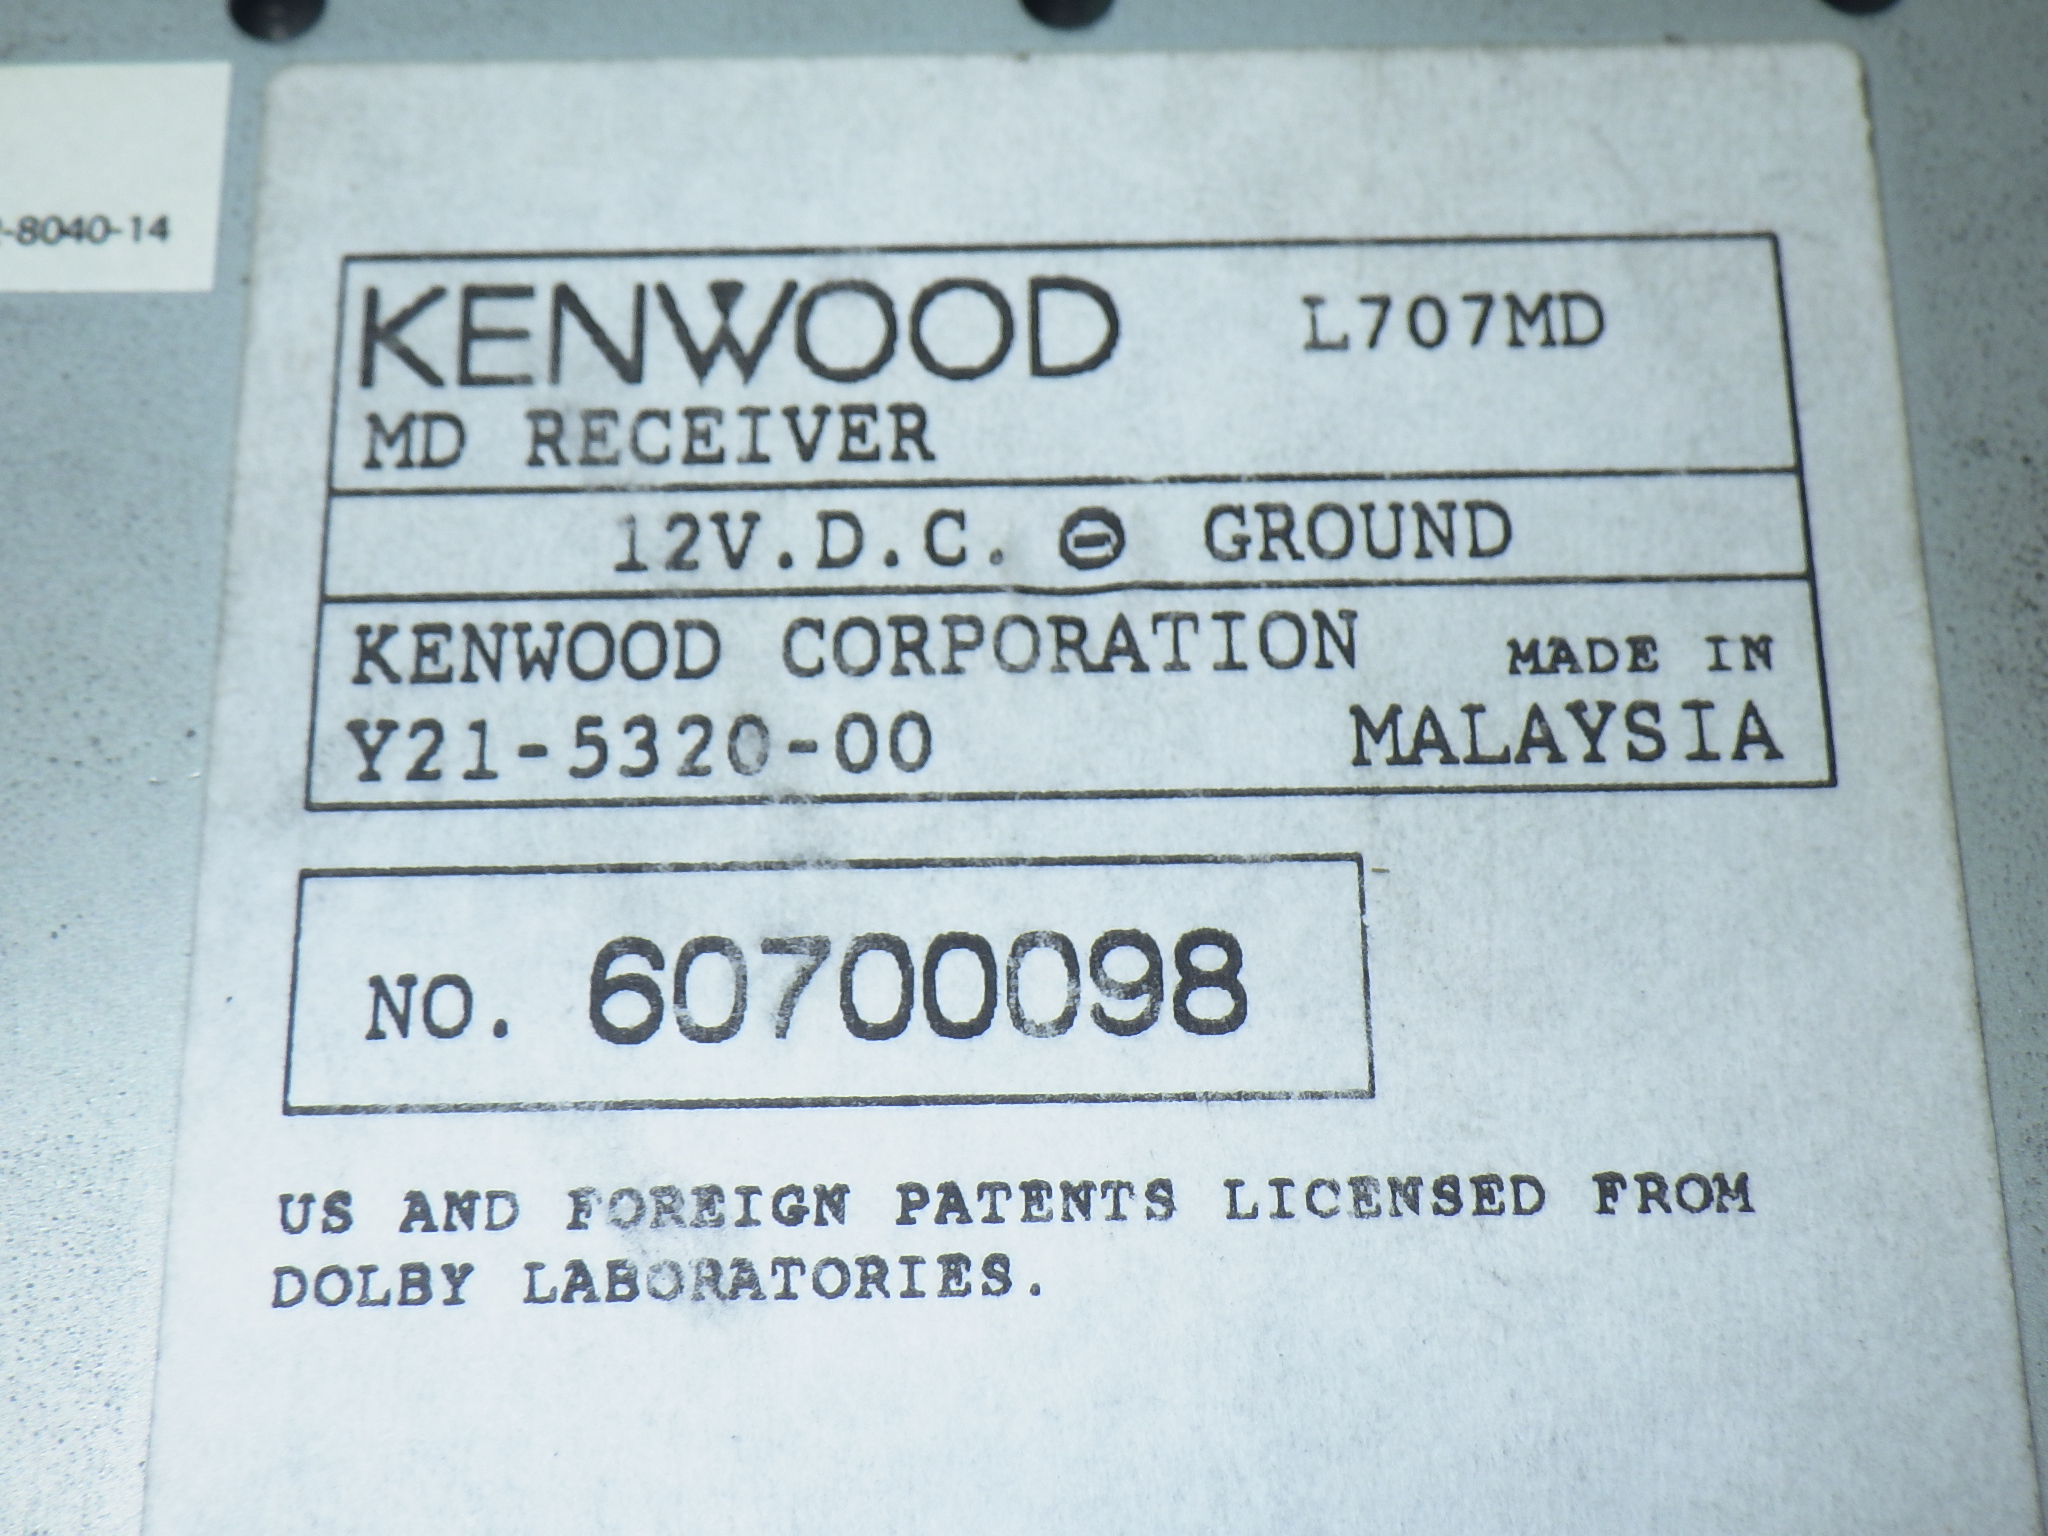 -8040-14
KENWOOD L707MD
MD RECEIVER
12V.D.C. ⊖ GROUND
KENWOOD CORPORATION MADE IN
Y21-5320-00 MALAYSIA
NO. 60700098
US AND FOREIGN PATENTS LICENSED FROM
DOLBY LABORATORIES.